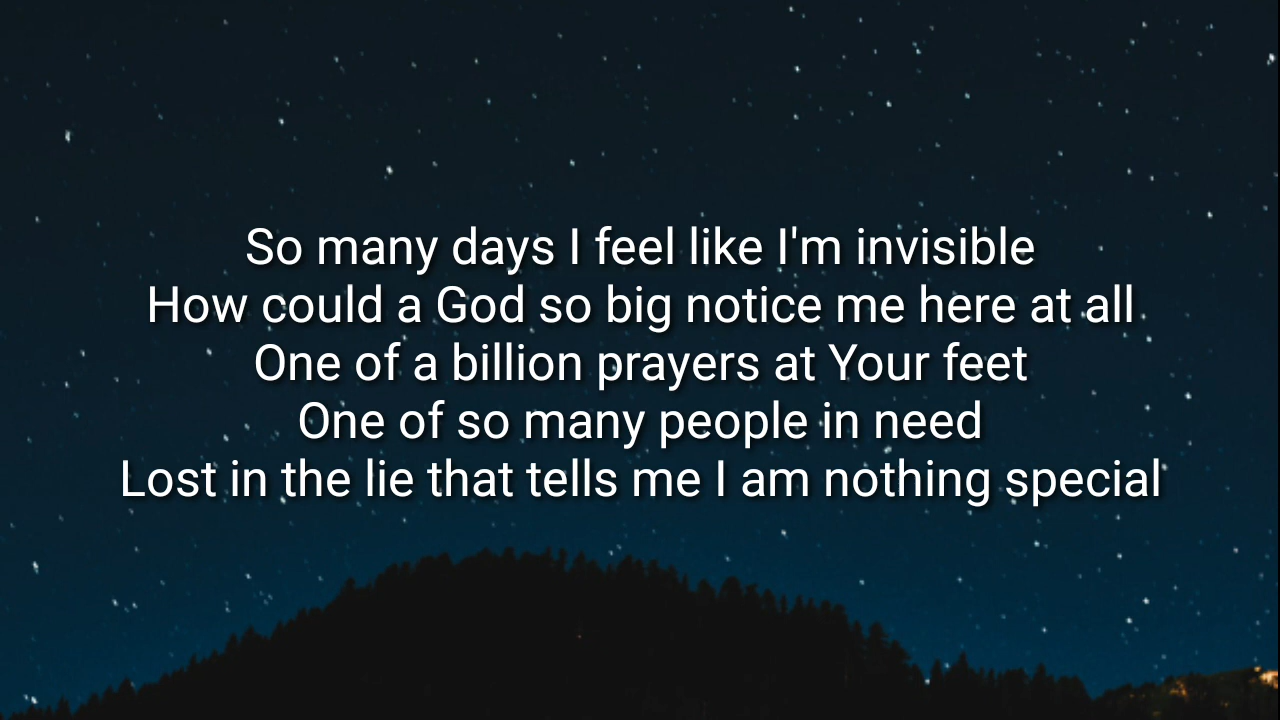 So many days I feel like I'm invisible
How could a God so big notice me here at all
One of a billion prayers at Your feet
One of so many people in need
Lost in the lie that tells me I am nothing special